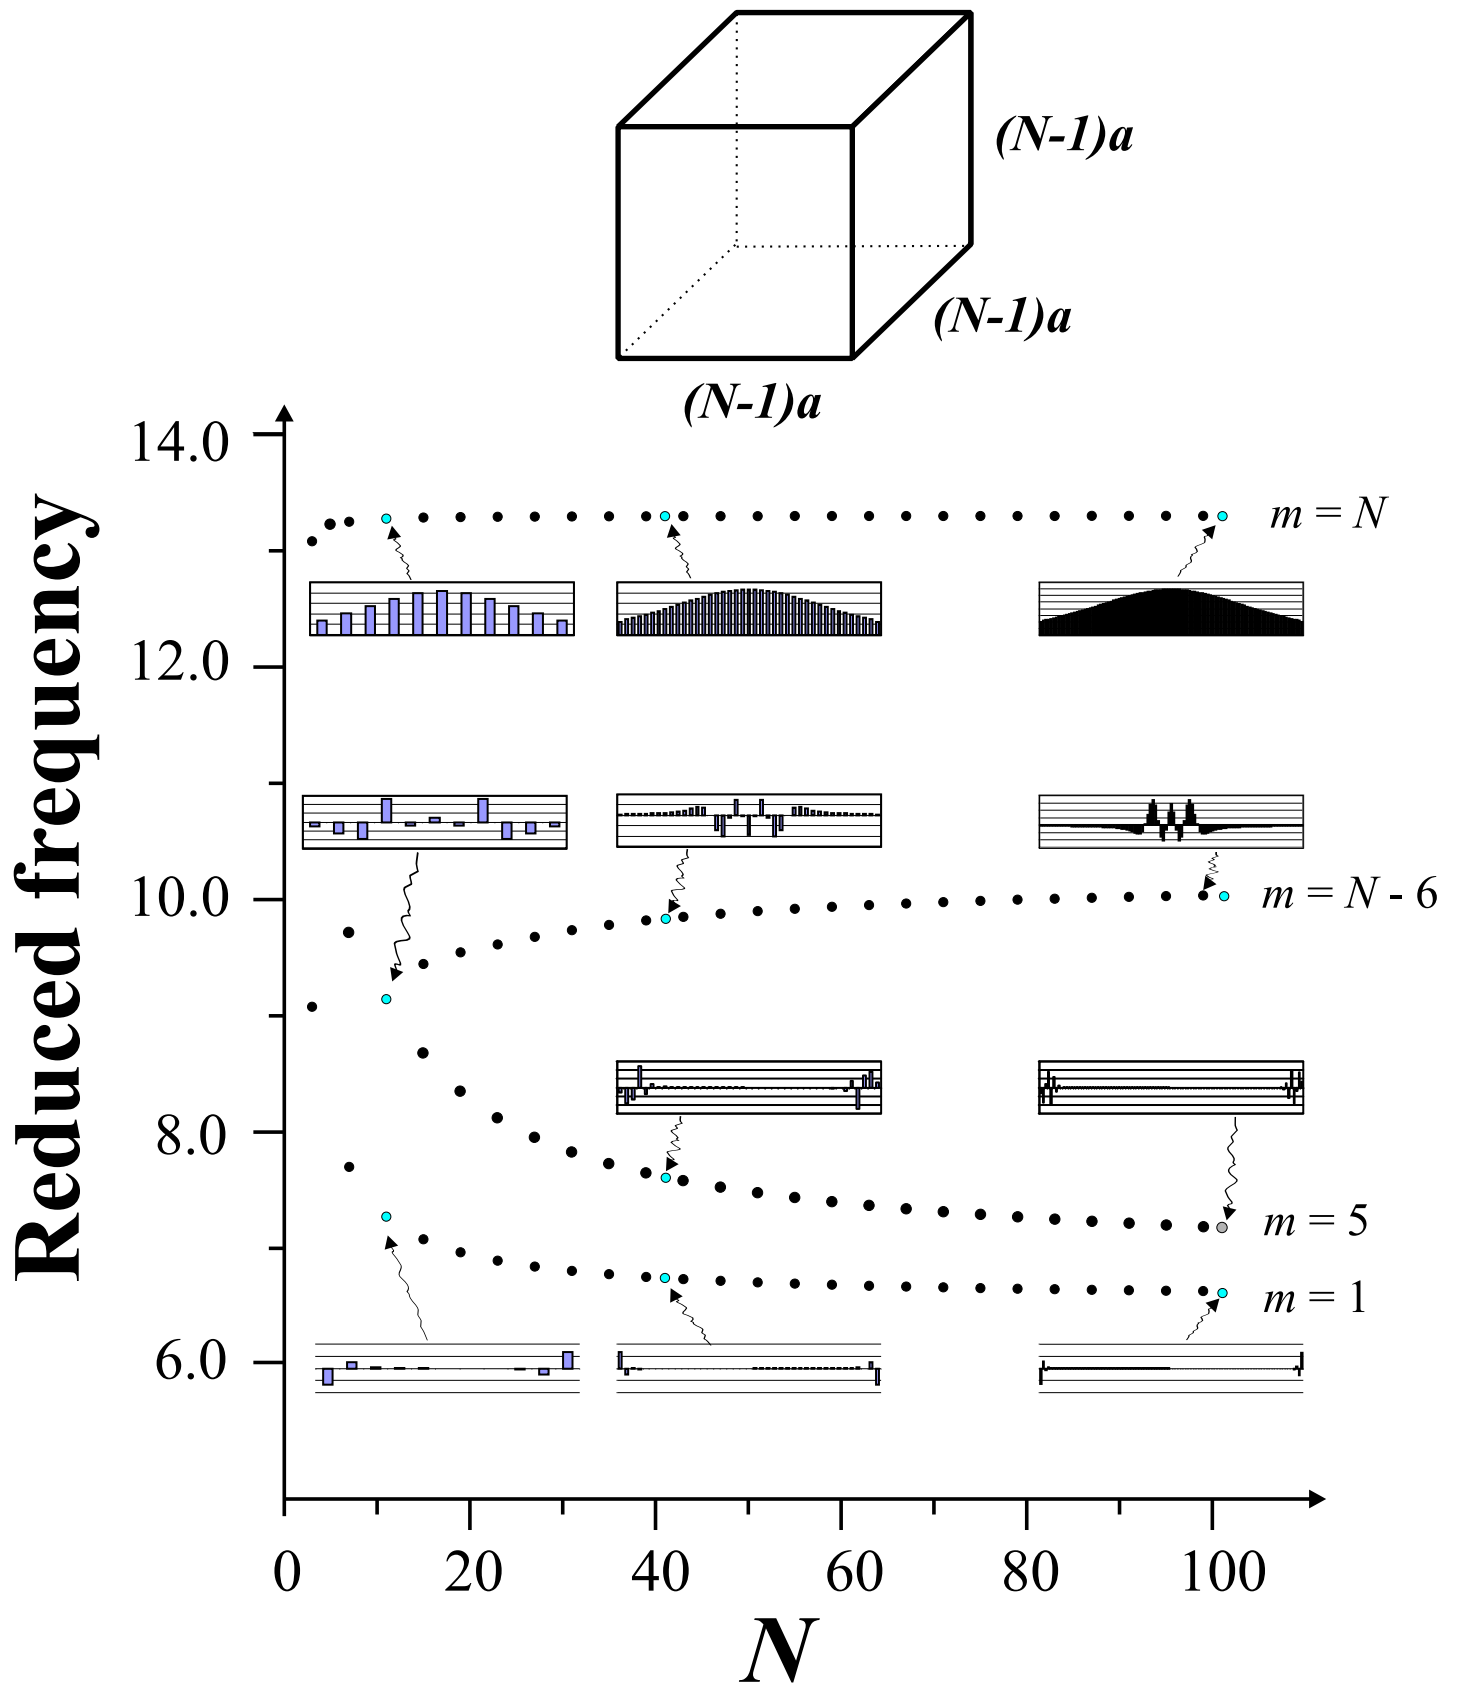 (N-1)a
(N-1)a
(N-1)a
Reduced frequency
14.0
12.0
10.0
8.0
6.0
m = N
m = N - 6
m = 5
m = 1
0 20 40 60 80 100
N